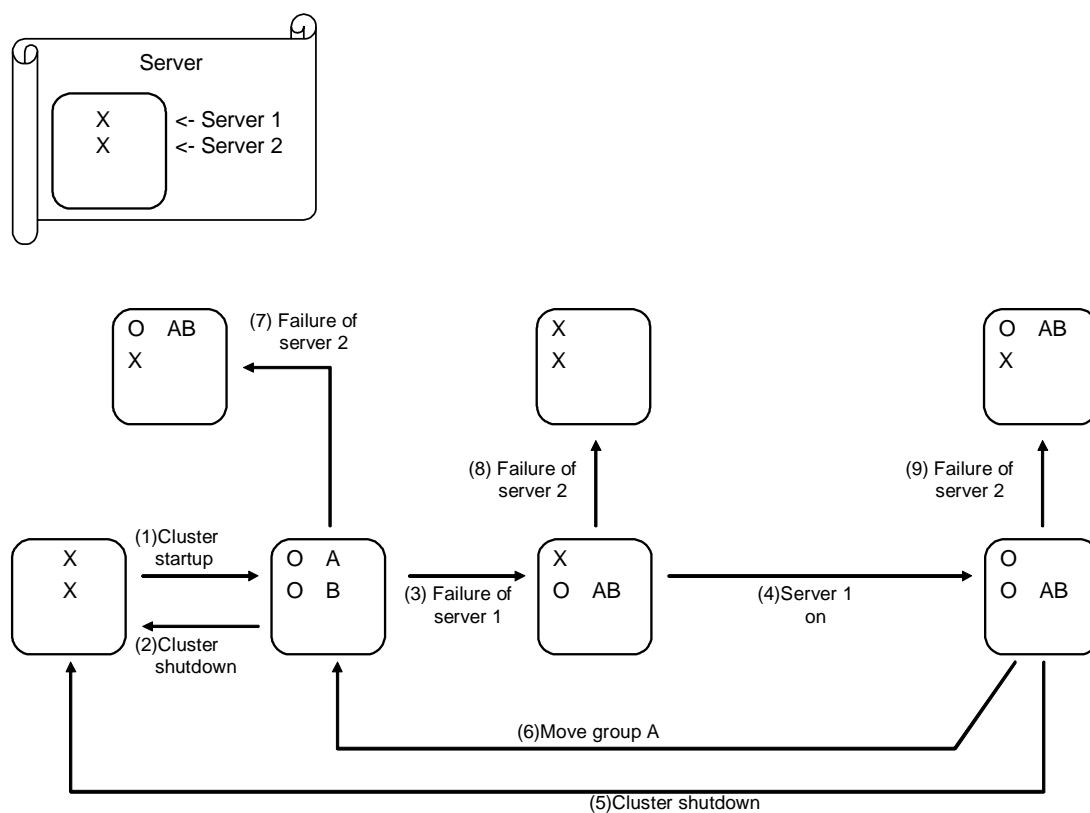 Server
X <- Server 1
X <- Server 2
O AB
X
(7) Failure of
server 2
X
X
O AB
X
(8) Failure of
server 2
(9) Failure of
server 2
X
X
(1)Cluster
startup
(2)Cluster
shutdown
O A
O B
(3) Failure of
server 1
X
O AB
(4)Server 1
on
O
O AB
(6)Move group A
(5)Cluster shutdown